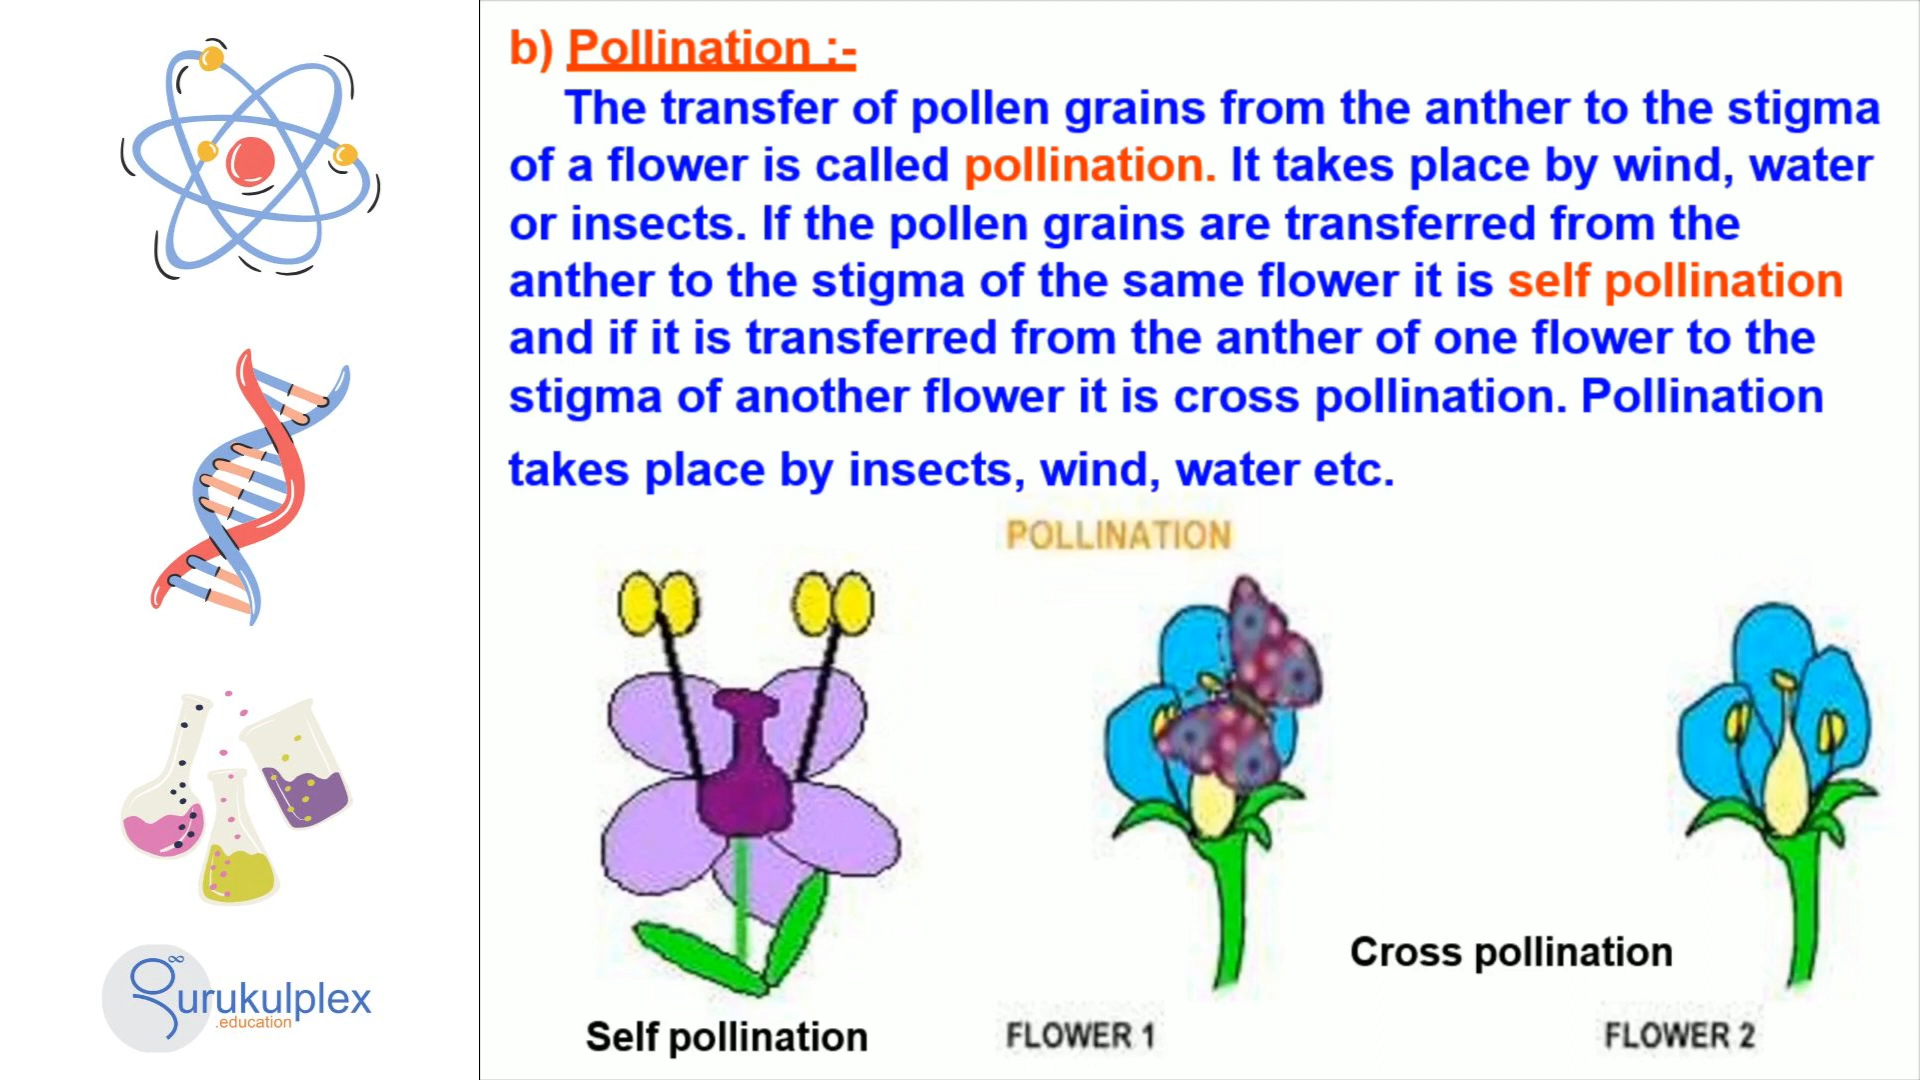 b) Pollination :-
The transfer of pollen grains from the anther to the stigma
of a flower is called pollination. It takes place by wind, water
or insects. If the pollen grains are transferred from the
anther to the stigma of the same flower it is self pollination
and if it is transferred from the anther of one flower to the
stigma of another flower it is cross pollination. Pollination
takes place by insects, wind, water etc.
POLLINATION
Cross pollination
Self pollination
FLOWER 1
FLOWER 2
gurukulplex
.education